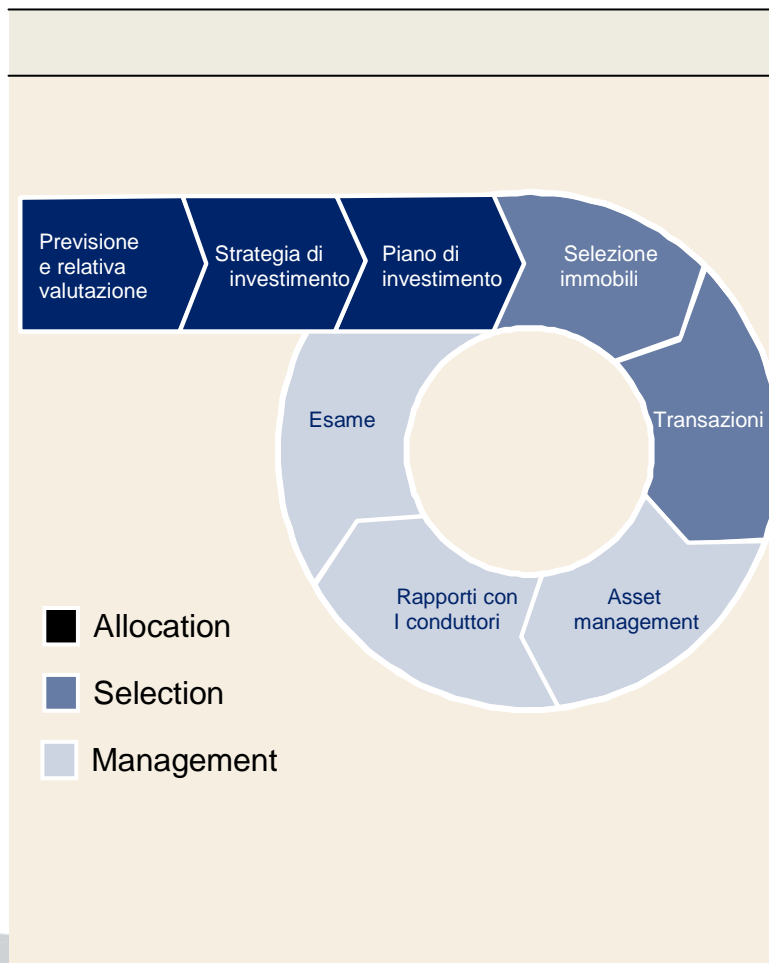 Previsione
e relativa
valutazione
Strategia di
investimento
Piano di
investimento
Selezione
immobili
Transazioni
Asset
management
Rapporti con
I conduttori
Esame
Allocation
Selection
Management